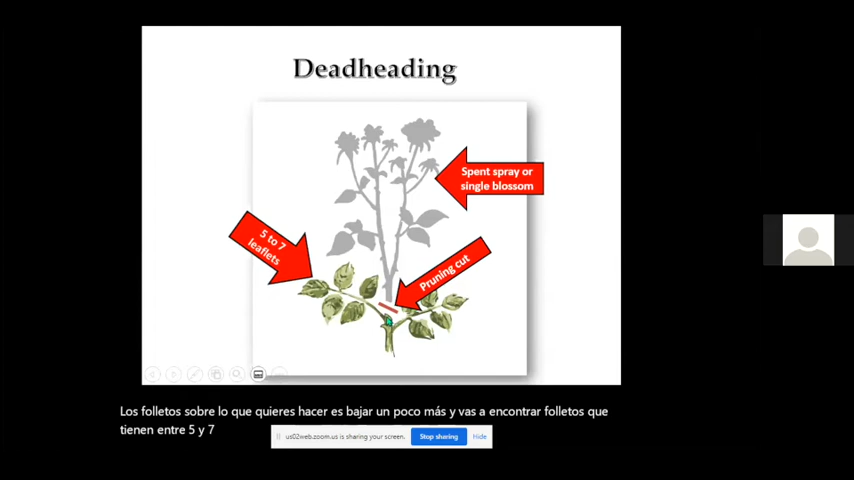 Deadheading
Spent spray or
single blossom
5 to 7
leaflets
Pruning cut
Los folletos sobre lo que quieres hacer es bajar un poco más y vas a encontrar folletos que
tienen entre 5 y 7
us02web.zoom.us is sharing your screen.
Stop sharing
Hide